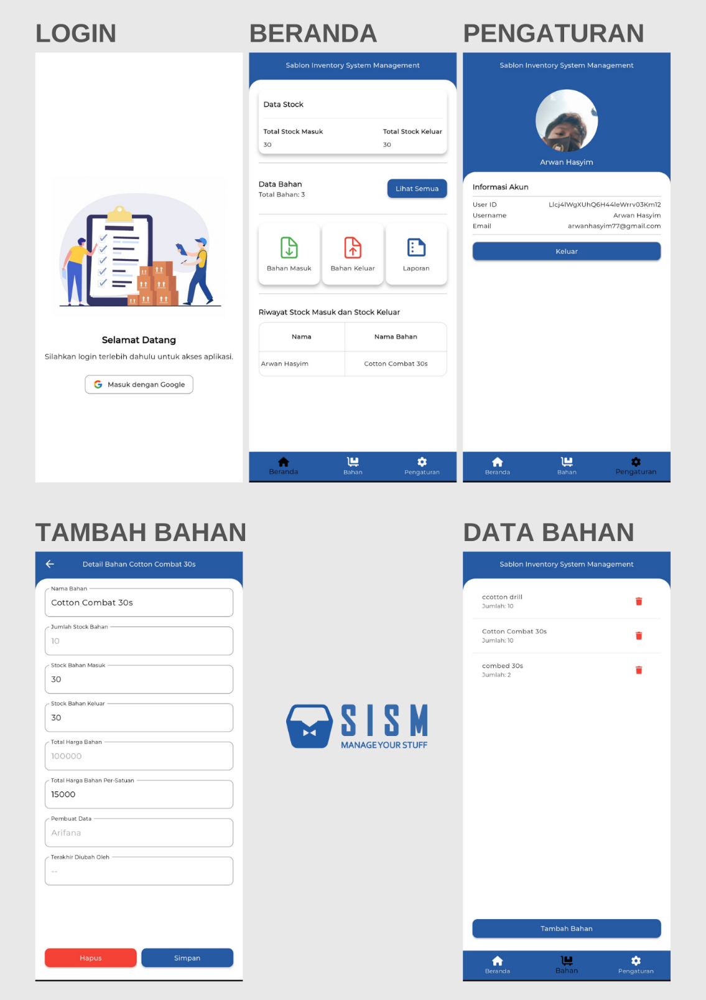 LOGIN
BERANDA
PENGATURAN
Selamat Datang
Silahkan login terlebih dahulu untuk akses aplikasi.
Masuk dengan Google
Sablon Inventory System Management
Data Stock
Total Stock Masuk
Total Stock Keluar
30
30
Data Bahan
Total Bahan: 3
Lihat Semua
Bahan Masuk
Bahan Keluar
Laporan
Riwayat Stock Masuk dan Stock Keluar
Nama
Nama Bahan
Arwan Hasyim
Cotton Combat 30s
Beranda
Bahan
Pengaturan
Sablon Inventory System Management
Arwan Hasyim
Informasi Akun
User ID
Llcj4lWgXUhQ6H44leWrrv03Km12
Username
Arwan Hasyim
Email
arwanhasyim77@gmail.com
Keluar
Beranda
Bahan
Pengaturan
TAMBAH BAHAN
DATA BAHAN
Detail Bahan Cotton Combat 30s
Nama Bahan
Cotton Combat 30s
Jumlah Stock Bahan
10
Stock Bahan Masuk
30
Stock Bahan Keluar
30
Total Harga Bahan
100000
Total Harga Bahan Per-Satuan
15000
Pembuat Data
Arifana
Terakhir Diubah Oleh
--
Hapus
Simpan
SISM
MANAGE YOUR STUFF
Sablon Inventory System Management
ccotton drill
Jumlah: 10
Cotton Combat 30s
Jumlah: 10
combed 30s
Jumlah: 2
Tambah Bahan
Beranda
Bahan
Pengaturan